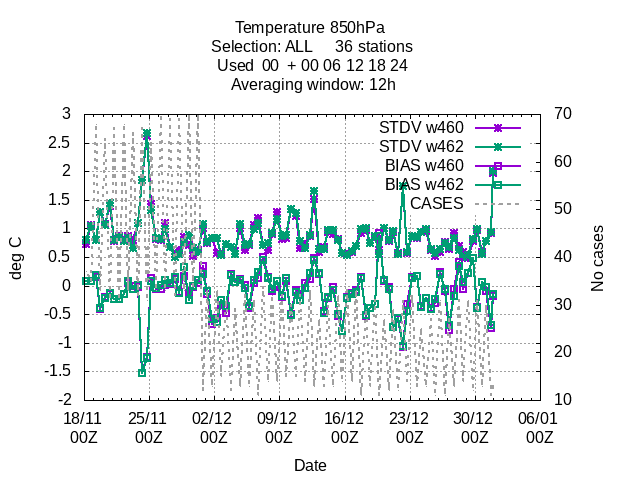 Temperature 850hPa
Selection: ALL 36 stations
Used 00 + 00 06 12 18 24
Averaging window: 12h
STDV w460
STDV w462
BIAS w460
BIAS w462
CASES
deg C
3
2.5
2
1.5
1
0.5
0
-0.5
-1
-1.5
-2
70
60
50
40
30
20
10
No cases
18/11 25/11 02/12 09/12 16/12 23/12 30/12 06/01
00Z 00Z 00Z 00Z 00Z 00Z 00Z 00Z
Date